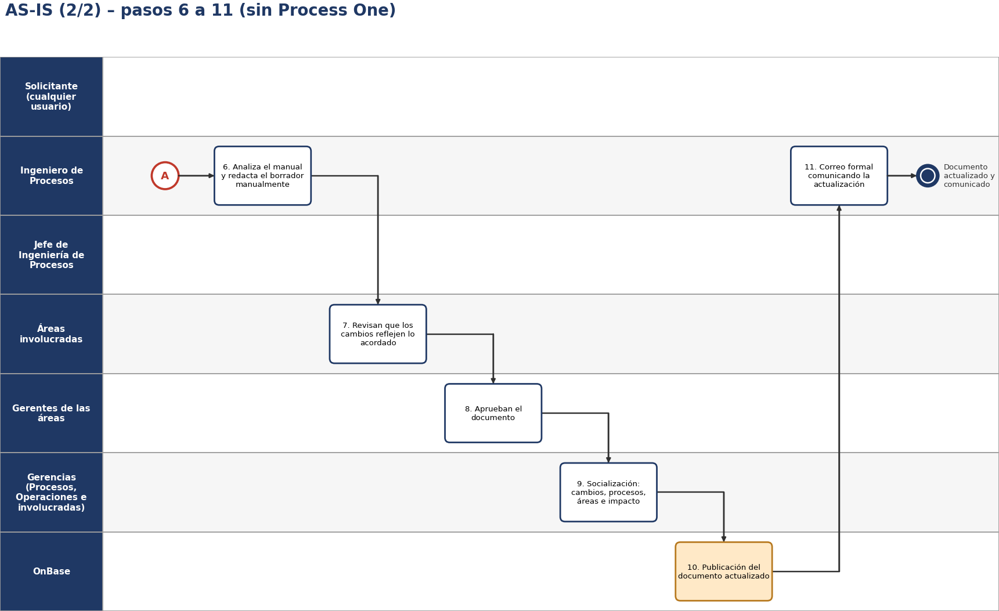 AS-IS (2/2) – pasos 6 a 11 (sin Process One)
Solicitante
(cualquier
usuario)
Ingeniero de
Procesos
A
6. Analiza el manual
y redacta el borrador
manualmente
11. Correo formal
comunicando la
actualización
Documento
actualizado y
comunicado
Jefe de
Ingeniería de
Procesos
Áreas
involucradas
7. Revisan que los
cambios reflejen lo
acordado
Gerentes de las
áreas
8. Aprueban el
documento
Gerencias
(Procesos,
Operaciones e
involucradas)
9. Socialización:
cambios, procesos,
áreas e impacto
OnBase
10. Publicación del
documento actualizado